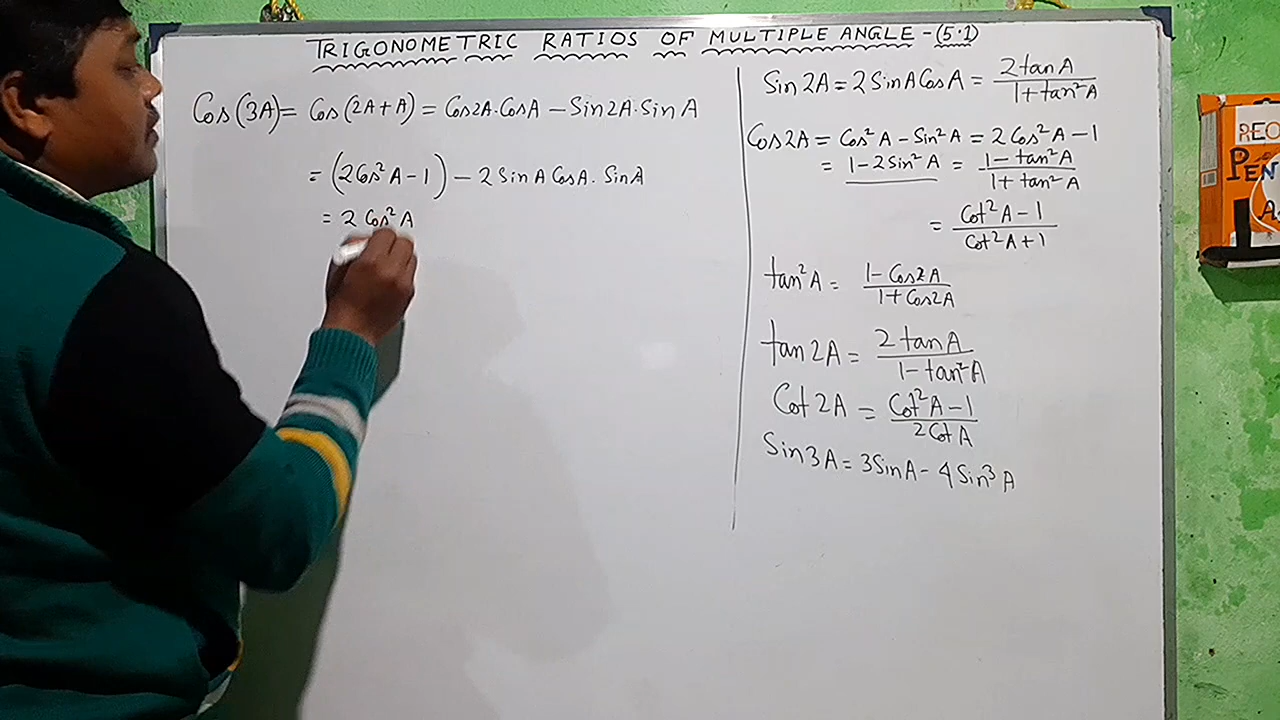 TRIGONOMETRIC RATIOS OF MULTIPLE ANGLE - (5.1)
Cos(3A) = Cos(2A+A) = Cos2A.CosA - Sin2A.SinA
= (2Cos²A - 1) - 2SinACosA.SinA
= 2Cos²A
Sin2A = 2SinACosA = 2tanA / 1+tan²A
Cos2A = Cos²A - Sin²A = 2Cos²A - 1
= 1-2Sin²A = 1-tan²A / 1+tan²A
= Cot²A-1 / Cot²A+1
tan²A = 1-Cos2A / 1+Cos2A
tan2A = 2tanA / 1-tan²A
Cot2A = Cot²A-1 / 2CotA
Sin3A = 3SinA - 4Sin³A